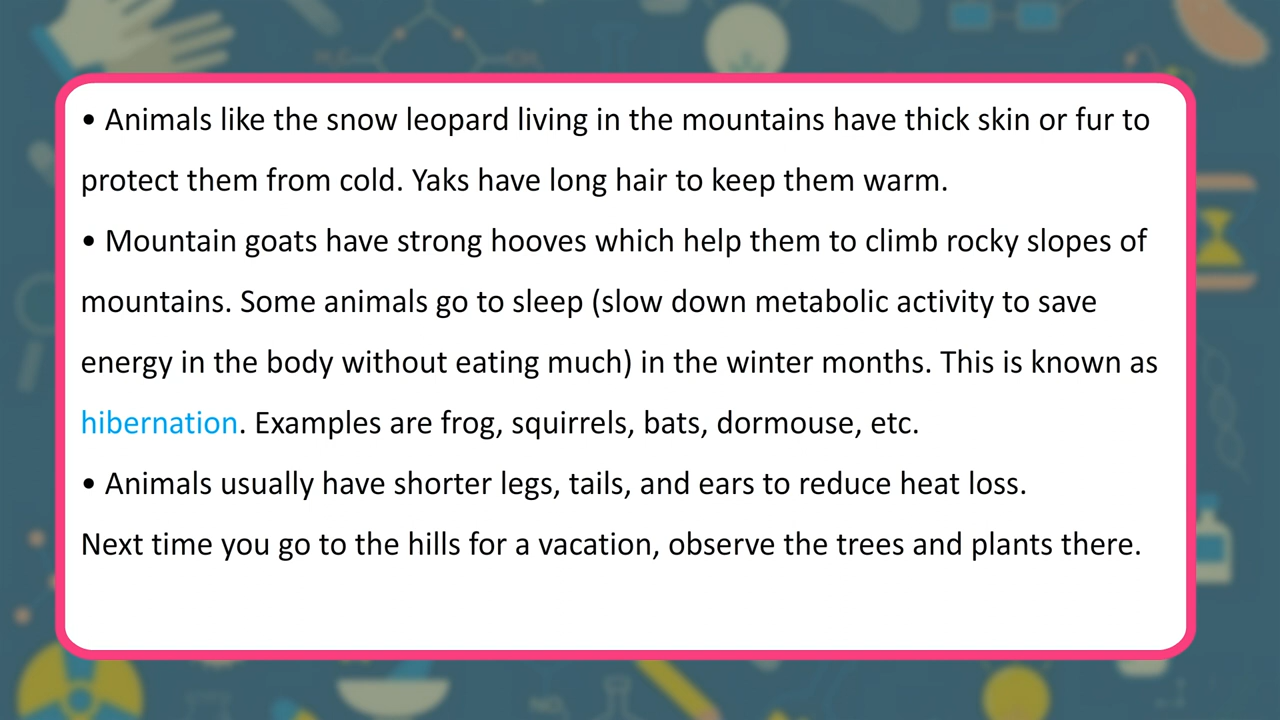 • Animals like the snow leopard living in the mountains have thick skin or fur to
protect them from cold. Yaks have long hair to keep them warm.
• Mountain goats have strong hooves which help them to climb rocky slopes of
mountains. Some animals go to sleep (slow down metabolic activity to save
energy in the body without eating much) in the winter months. This is known as
hibernation. Examples are frog, squirrels, bats, dormouse, etc.
• Animals usually have shorter legs, tails, and ears to reduce heat loss.
Next time you go to the hills for a vacation, observe the trees and plants there.